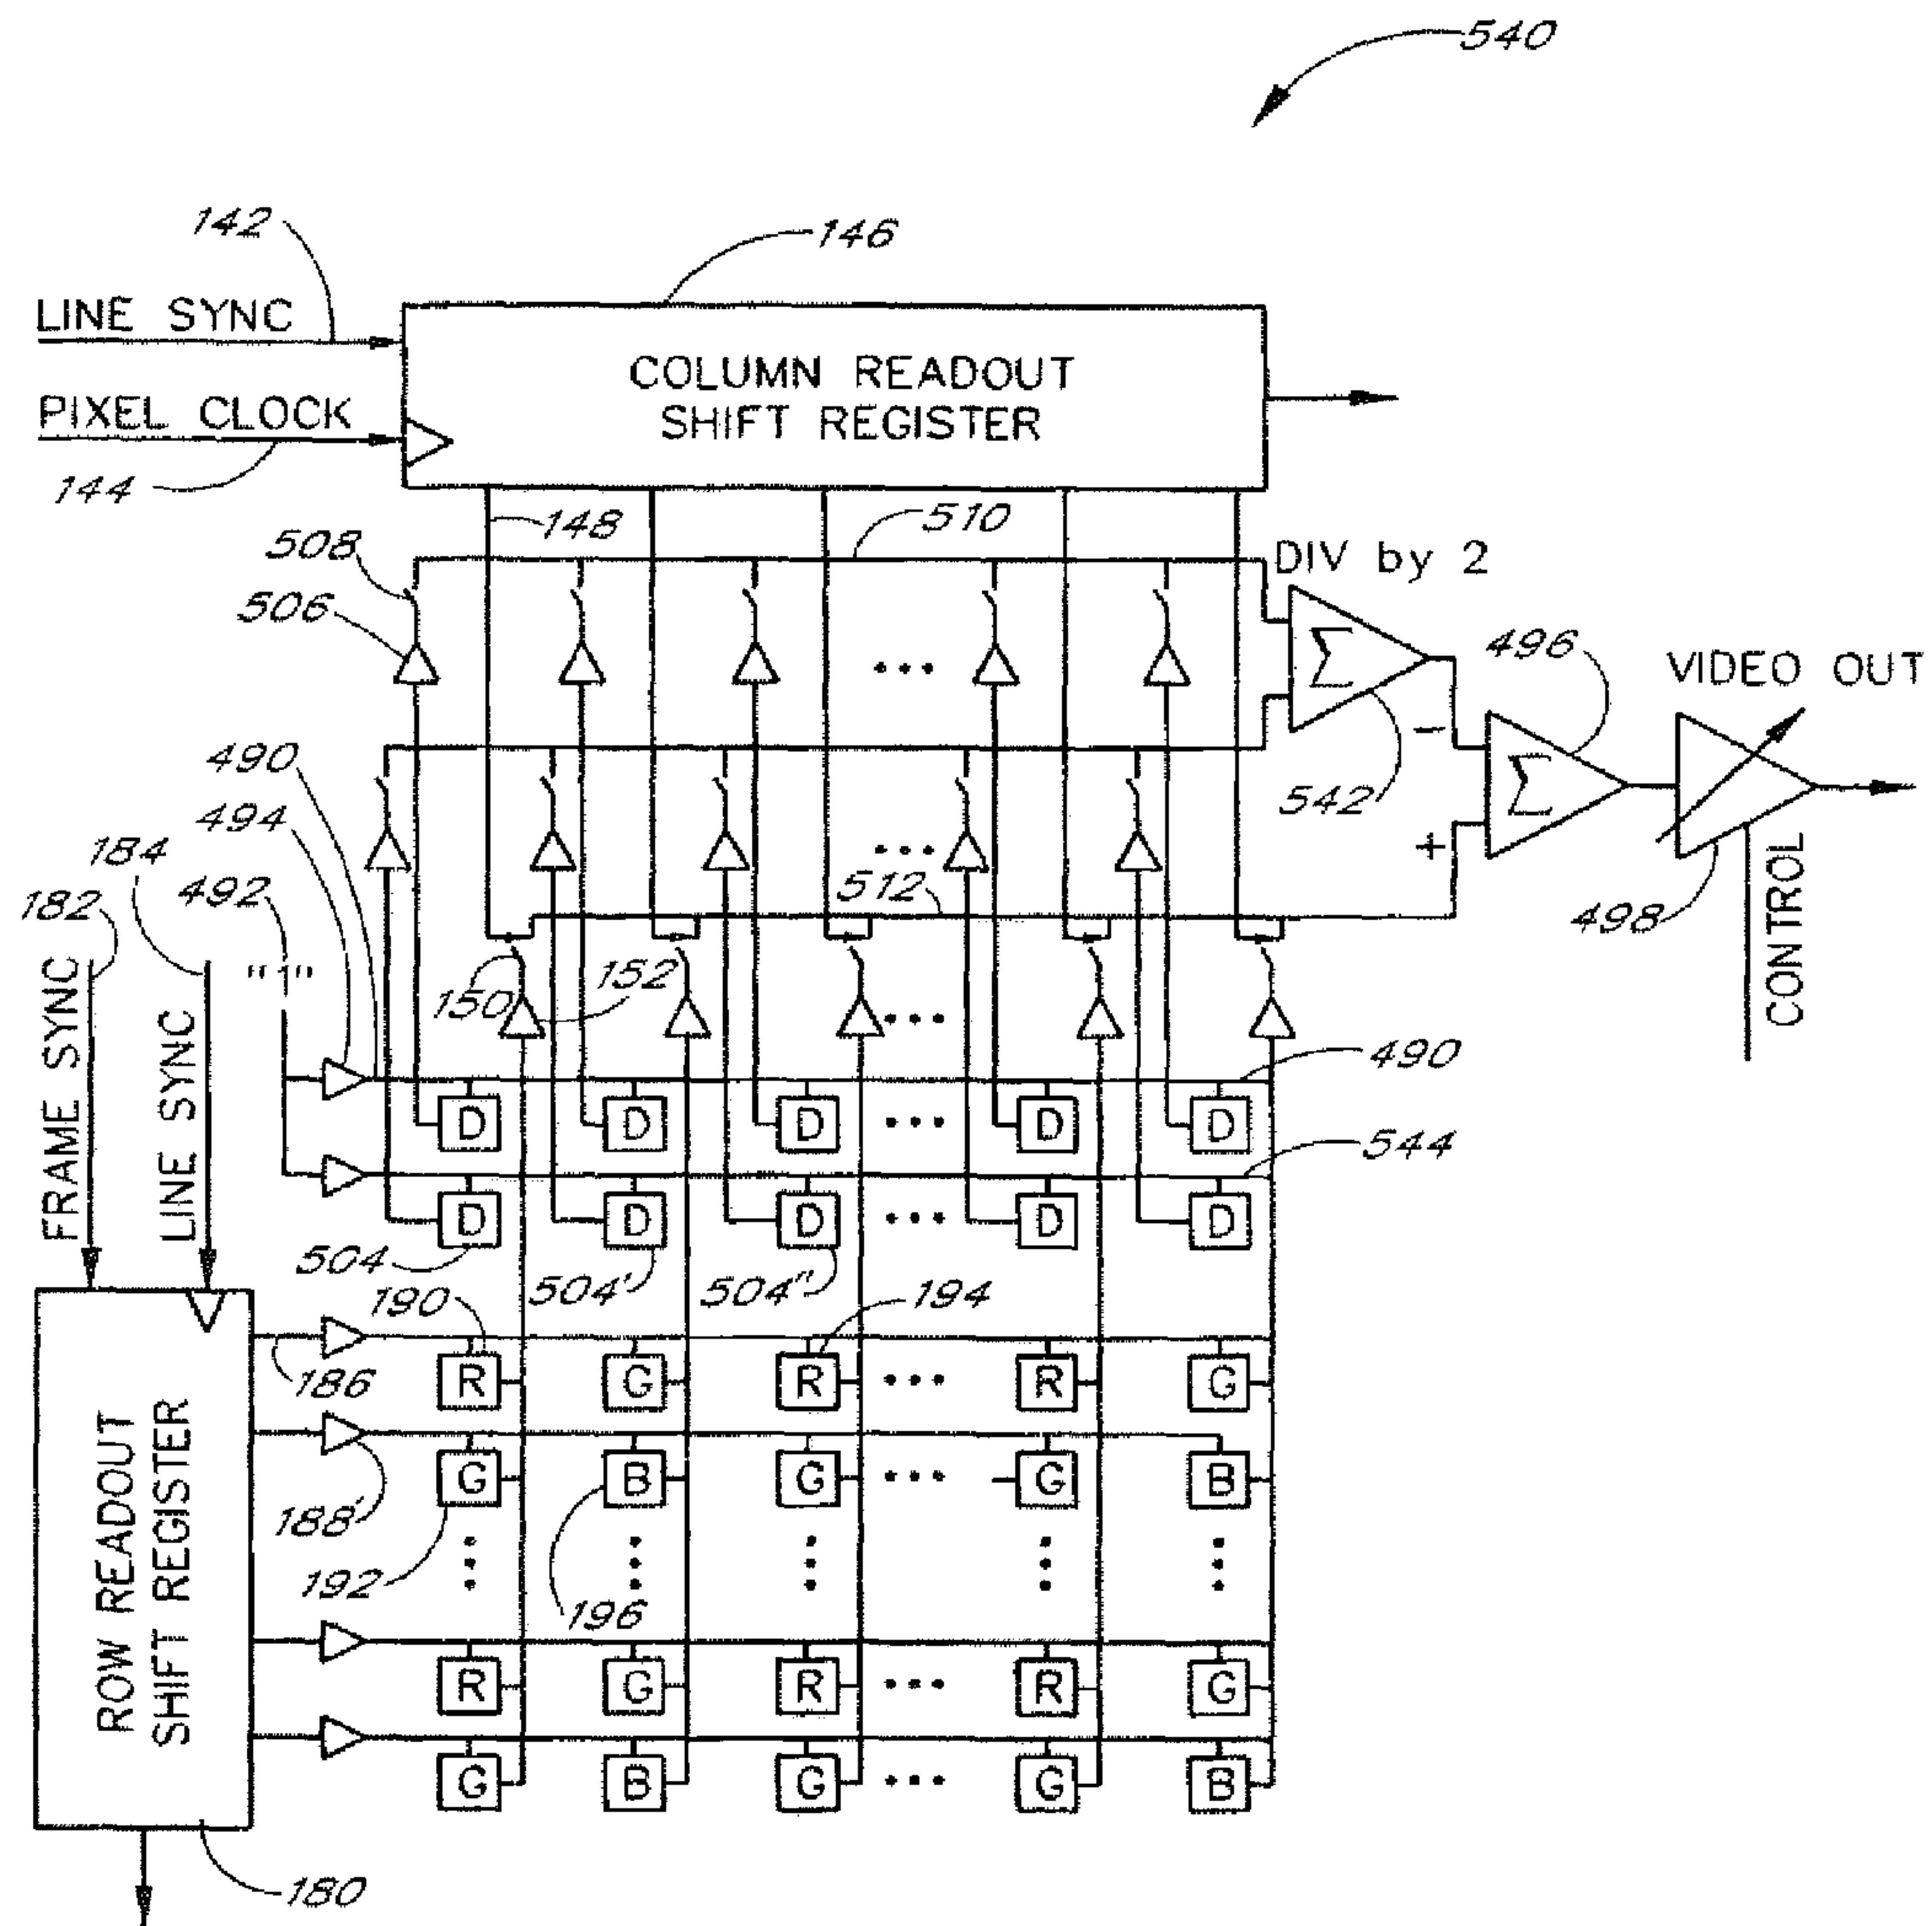 540
142
146
LINE SYNC
COLUMN READOUT
SHIFT REGISTER
PIXEL CLOCK
144
148
510
508
DIV by 2
506
Σ
496
VIDEO OUT
490
−
542
Σ
494
184
+
492
512
498
182
"1"
150
152
CONTROL
FRAME SYNC
LINE SYNC
490
D D D ... D D
544
D D D ... D D
504
504'
504"
190
194
186
R G R ... R G
188'
G B G ... G B
192
196
ROW READOUT
SHIFT REGISTER
R G R ... R G
G B G ... G B
180